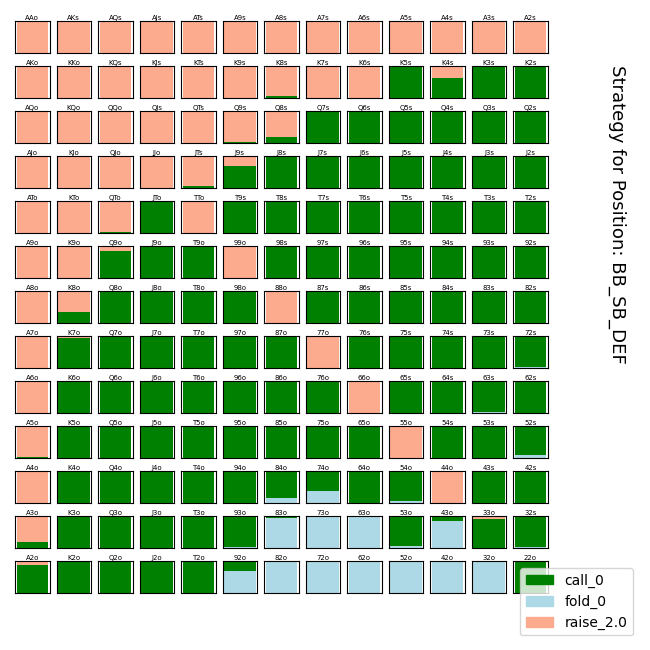 AAo AKs AQs AJs ATs A9s A8s A7s A6s A5s A4s A3s A2s
AKo KKo KQs KJs KTs K9s K8s K7s K6s K5s K4s K3s K2s
AQo KQo QQo QJs QTs Q9s Q8s Q7s Q6s Q5s Q4s Q3s Q2s
AJo KJo QJo JJo JTs J9s J8s J7s J6s J5s J4s J3s J2s
ATo KTo QTo JTo TTo T9s T8s T7s T6s T5s T4s T3s T2s
A9o K9o Q9o J9o T9o 99o 98s 97s 96s 95s 94s 93s 92s
A8o K8o Q8o J8o T8o 98o 88o 87s 86s 85s 84s 83s 82s
A7o K7o Q7o J7o T7o 97o 87o 77o 76s 75s 74s 73s 72s
A6o K6o Q6o J6o T6o 96o 86o 76o 66o 65s 64s 63s 62s
A5o K5o Q5o J5o T5o 95o 85o 75o 65o 55o 54s 53s 52s
A4o K4o Q4o J4o T4o 94o 84o 74o 64o 54o 44o 43s 42s
A3o K3o Q3o J3o T3o 93o 83o 73o 63o 53o 43o 33o 32s
A2o K2o Q2o J2o T2o 92o 82o 72o 62o 52o 42o 32o 22o
Strategy for Position: BB_SB_DEF
call_0
fold_0
raise_2.0